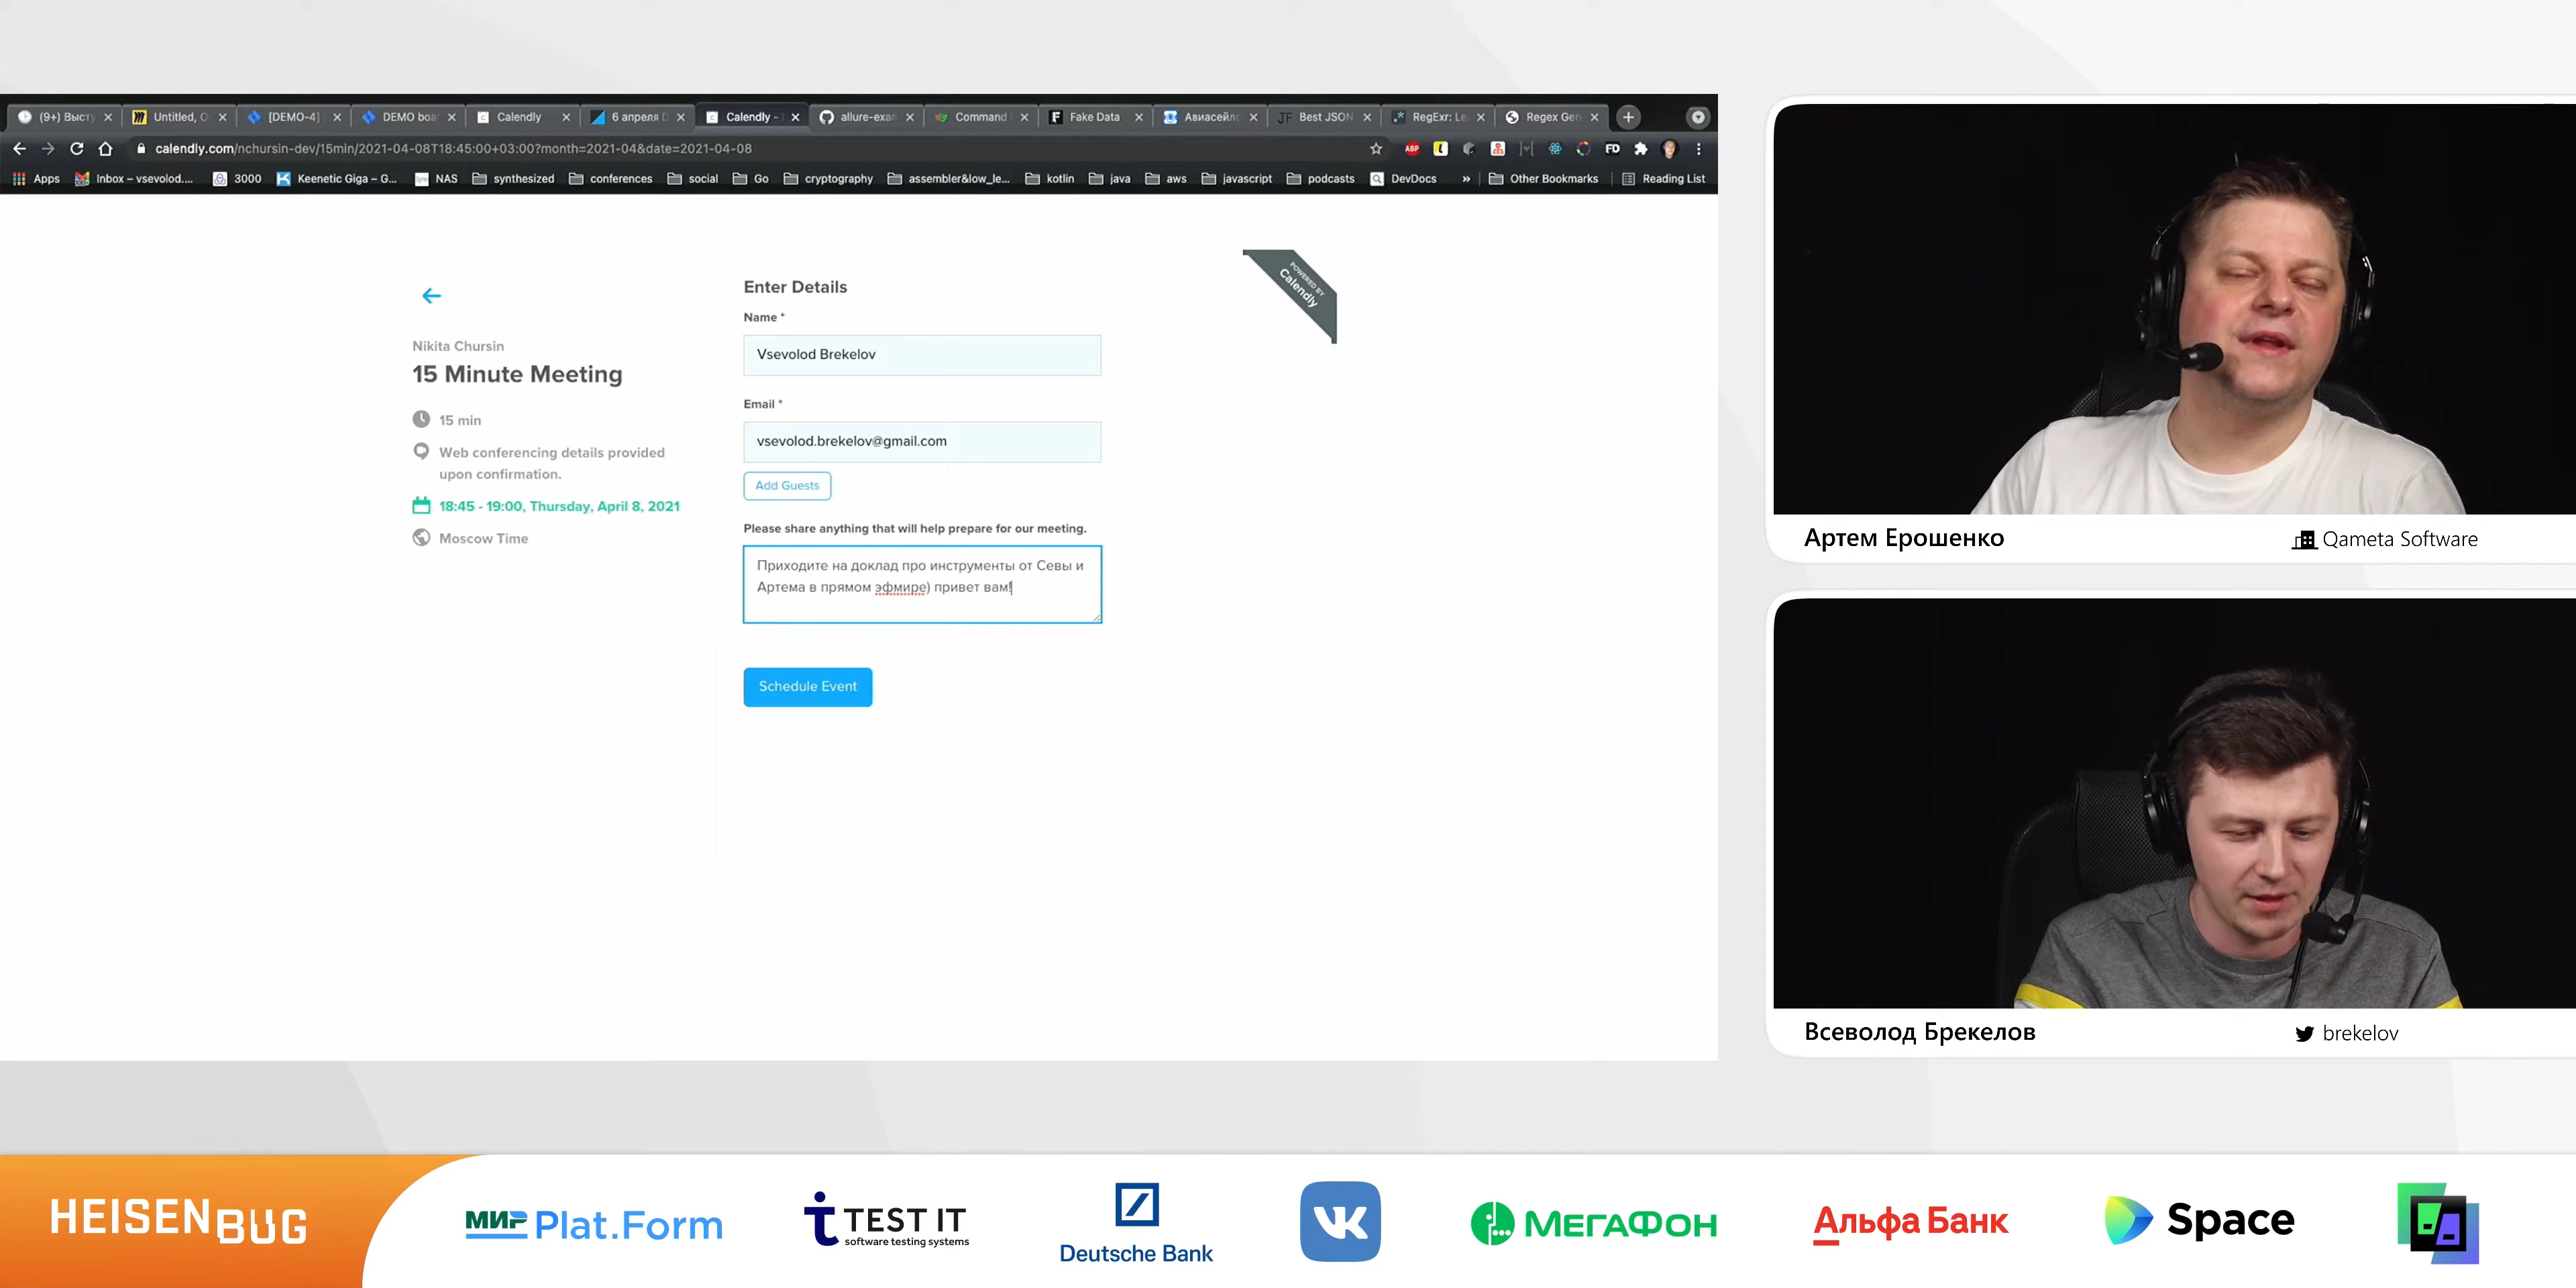 (9+) Высту
Untitled, O
[DEMO-4]
DEMO boa
Calendly
6 апреля D
Calendly -
allure-exam
Command
Fake Data
Авиасейлс
Best JSON
RegExr: Le
Regex Gen
calendly.com/nchursin-dev/15min/2021-04-08T18:45:00+03:00?month=2021-04&date=2021-04-08
ABP
FD
Apps
Inbox – vsevolod....
3000
Keenetic Giga – G...
NAS
synthesized
conferences
social
Go
cryptography
assembler&low_le...
kotlin
java
aws
javascript
podcasts
DevDocs
»
Other Bookmarks
Reading List
POWERED BY
Calendly
Nikita Chursin
15 Minute Meeting
15 min
Web conferencing details provided
upon confirmation.
18:45 - 19:00, Thursday, April 8, 2021
Moscow Time
Enter Details
Name *
Vsevolod Brekelov
Email *
vsevolod.brekelov@gmail.com
Add Guests
Please share anything that will help prepare for our meeting.
Приходите на доклад про инструменты от Севы и
Артема в прямом эфмире) привет вам!
Schedule Event
Артем Ерошенко
Qameta Software
Всеволод Брекелов
brekelov
HEISENBUG
МИР Plat.Form
TEST IT
software testing systems
Deutsche Bank
VK
МЕГАФОН
Альфа Банк
Space